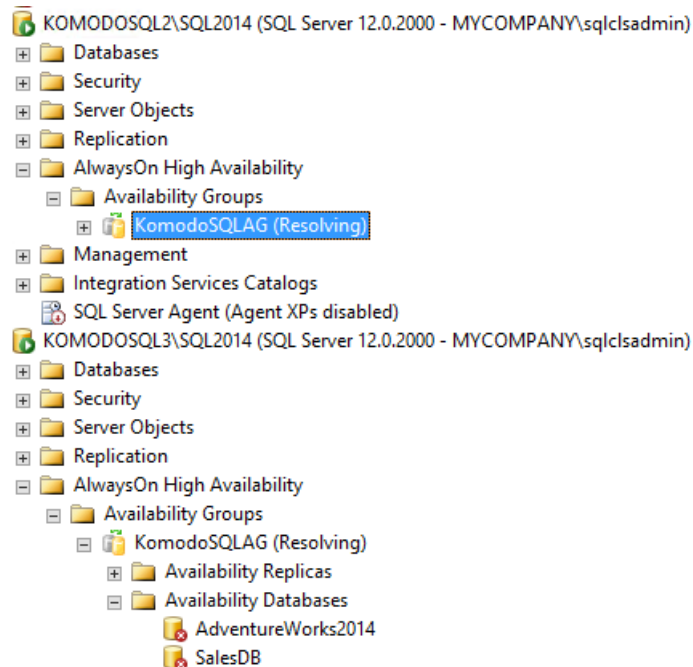 KOMODOSQL2\SQL2014 (SQL Server 12.0.2000 - MYCOMPANY\sqlclsadmin)
Databases
Security
Server Objects
Replication
AlwaysOn High Availability
Availability Groups
KomodoSQLAG (Resolving)
Management
Integration Services Catalogs
SQL Server Agent (Agent XPs disabled)
KOMODOSQL3\SQL2014 (SQL Server 12.0.2000 - MYCOMPANY\sqlclsadmin)
Databases
Security
Server Objects
Replication
AlwaysOn High Availability
Availability Groups
KomodoSQLAG (Resolving)
Availability Replicas
Availability Databases
AdventureWorks2014
SalesDB